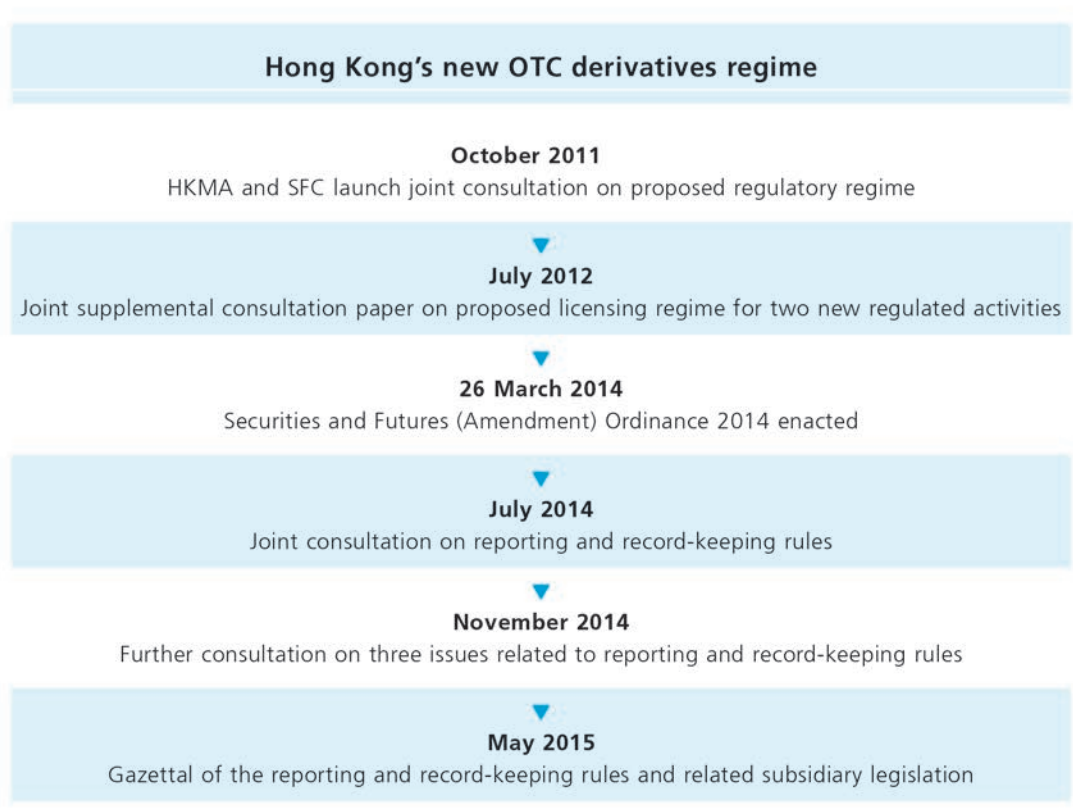 Hong Kong’s new OTC derivatives regime
October 2011
HKMA and SFC launch joint consultation on proposed regulatory regime
July 2012
Joint supplemental consultation paper on proposed licensing regime for two new regulated activities
26 March 2014
Securities and Futures (Amendment) Ordinance 2014 enacted
July 2014
Joint consultation on reporting and record-keeping rules
November 2014
Further consultation on three issues related to reporting and record-keeping rules
May 2015
Gazettal of the reporting and record-keeping rules and related subsidiary legislation